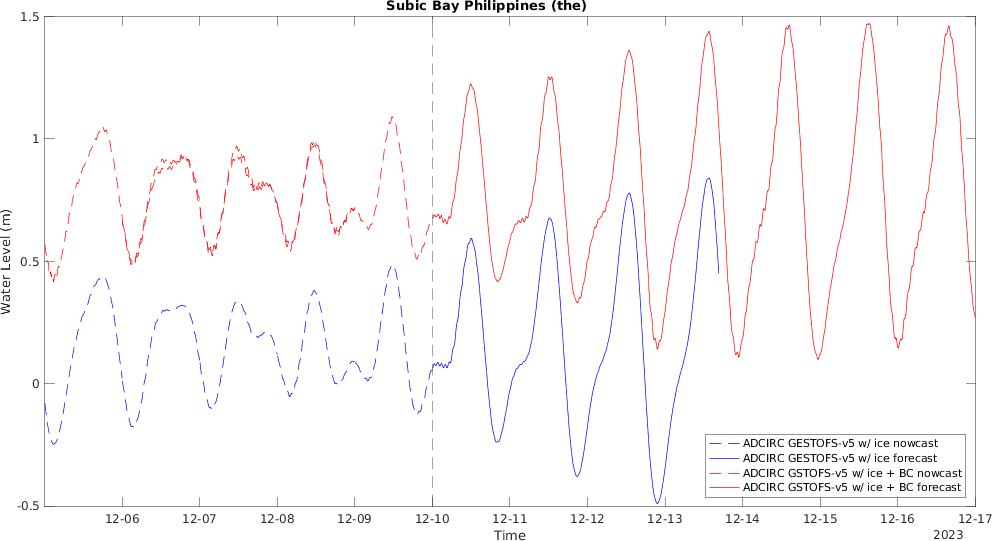 Subic Bay Philippines (the)
1.5
1
0.5
0
-0.5
Water Level (m)
12-06
12-07
12-08
12-09
12-10
12-11
12-12
12-13
12-14
12-15
12-16
12-17
Time
2023
ADCIRC GESTOFS-v5 w/ ice nowcast
ADCIRC GESTOFS-v5 w/ ice forecast
ADCIRC GSTOFS-v5 w/ ice + BC nowcast
ADCIRC GSTOFS-v5 w/ ice + BC forecast